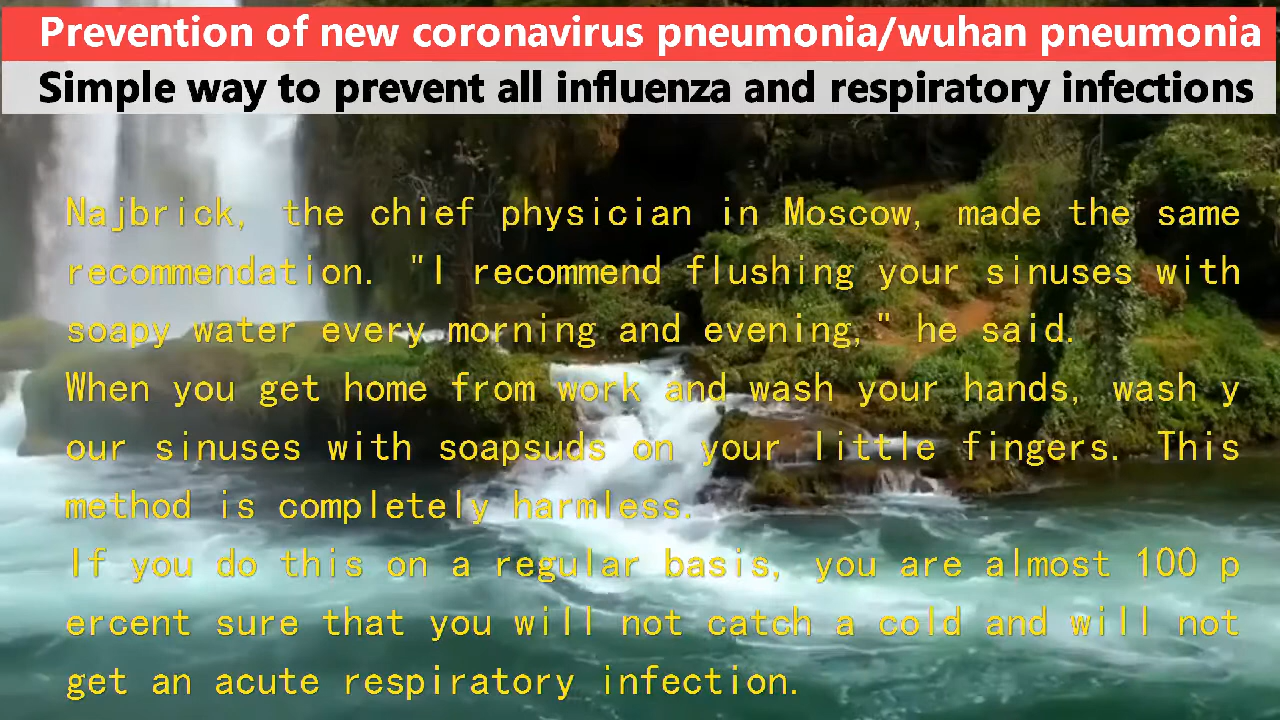 Prevention of new coronavirus pneumonia/wuhan pneumonia
Simple way to prevent all influenza and respiratory infections
Najbrick, the chief physician in Moscow, made the same
recommendation. "I recommend flushing your sinuses with
soapy water every morning and evening," he said.
When you get home from work and wash your hands, wash y
our sinuses with soapsuds on your little fingers. This
method is completely harmless.
If you do this on a regular basis, you are almost 100 p
ercent sure that you will not catch a cold and will not
get an acute respiratory infection.